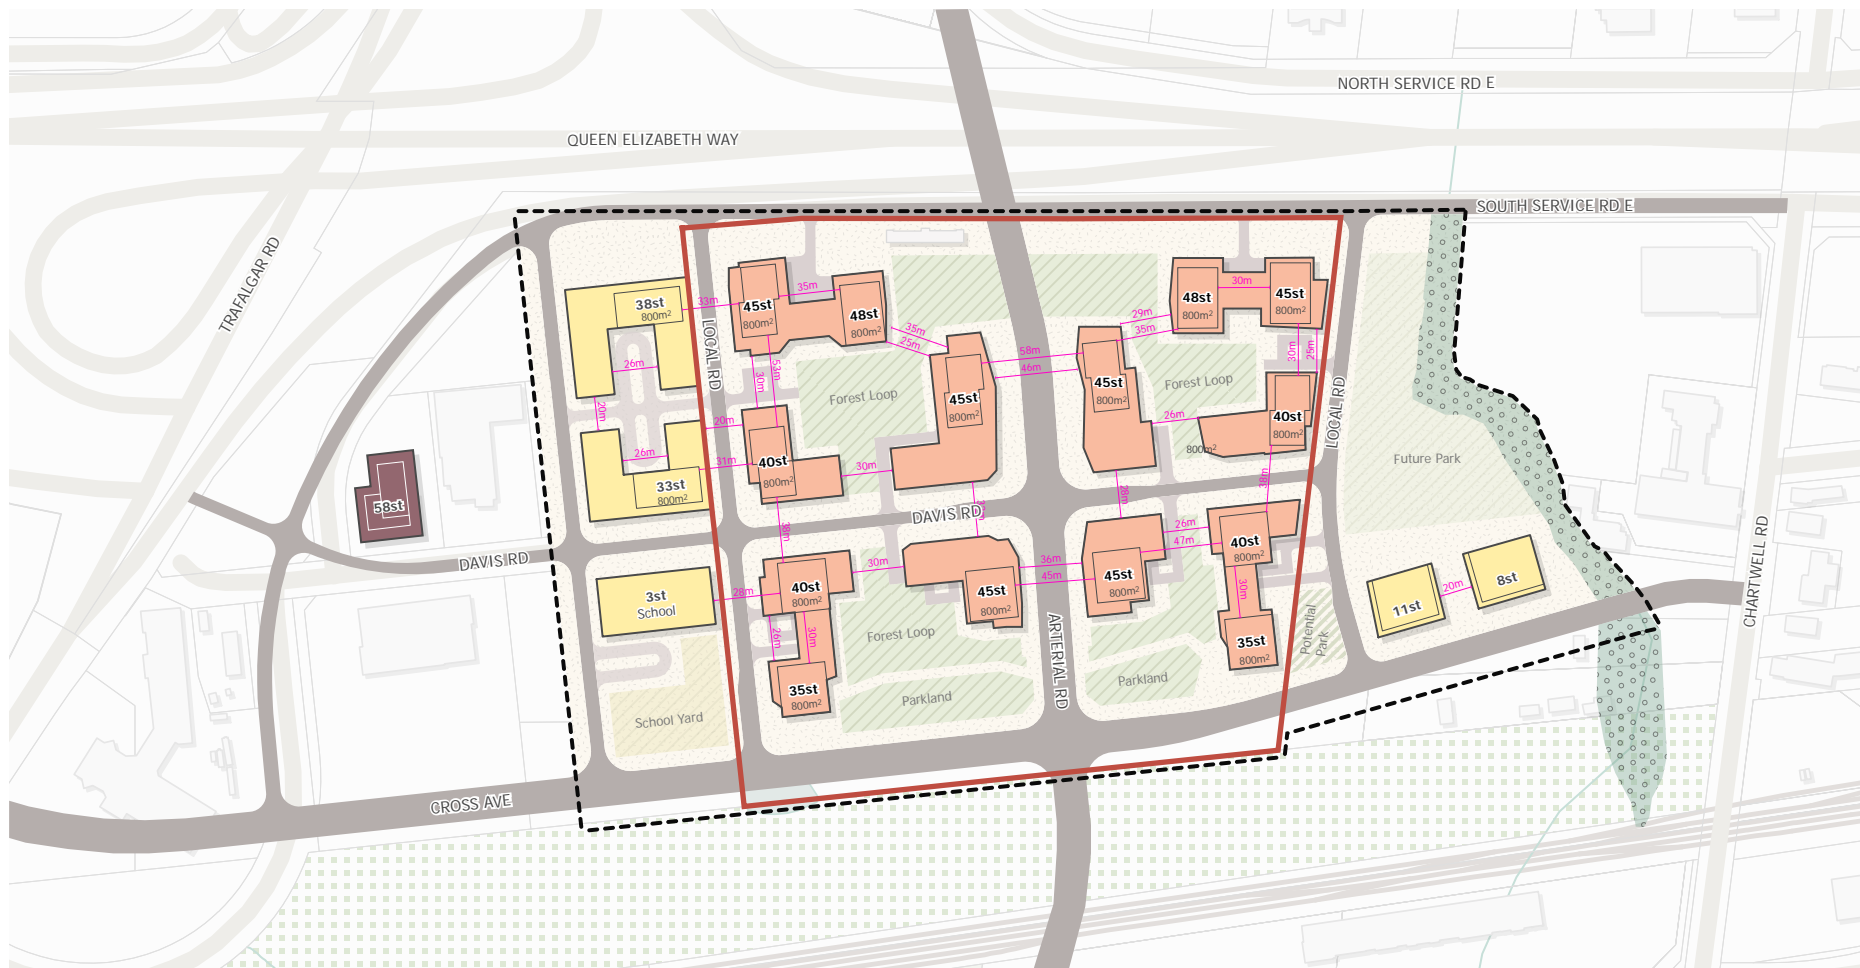 NORTH SERVICE RD E
QUEEN ELIZABETH WAY
SOUTH SERVICE RD E
TRAFALGAR RD
38st
800m²
33m
45st
800m²
35m
48st
800m²
35m
25m
48st
800m²
30m
45st
800m²
29m
35m
58m
46m
26m
LOCAL RD
30m
53m
Forest Loop
45st
800m²
45st
800m²
Forest Loop
30m
25m
LOCAL RD
20m
26m
20m
26m
40st
800m²
800m²
Future Park
33st
800m²
31m
40st
800m²
30m
38m
28m
58st
DAVIS RD
38m
DAVIS RD
26m
47m
40st
800m²
3st
School
28m
40st
800m²
30m
45st
800m²
36m
45m
45st
800m²
30m
11st
20m
8st
CHARTWELL RD
26m
30m
Forest Loop
35st
800m²
Potential
Park
35st
800m²
Parkland
ARTERIAL RD
Parkland
School Yard
CROSS AVE